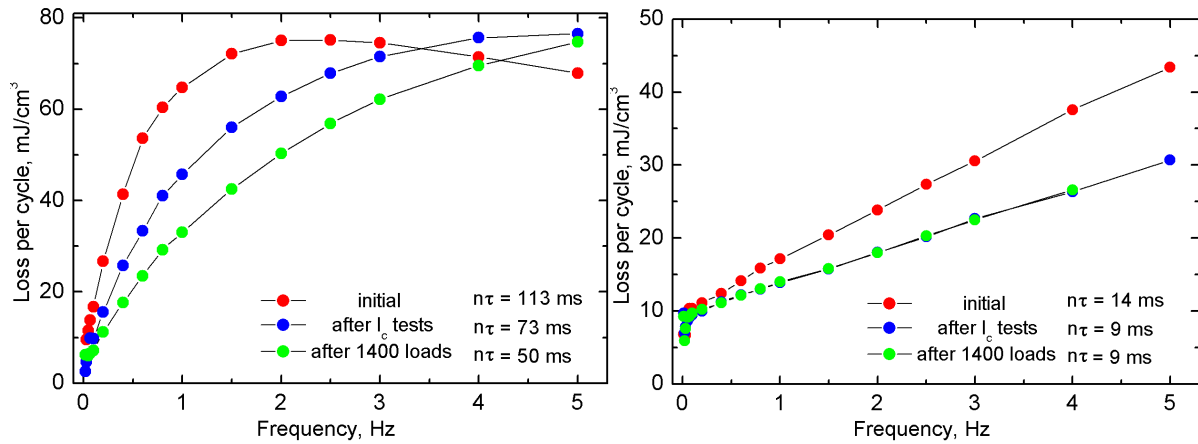 80
60
40
20
0
Loss per cycle, mJ/cm³
initial nτ = 113 ms
after I_c tests nτ = 73 ms
after 1400 loads nτ = 50 ms
0 1 2 3 4 5
Frequency, Hz
50
40
30
20
10
0
Loss per cycle, mJ/cm³
initial nτ = 14 ms
after I_c tests nτ = 9 ms
after 1400 loads nτ = 9 ms
0 1 2 3 4 5
Frequency, Hz